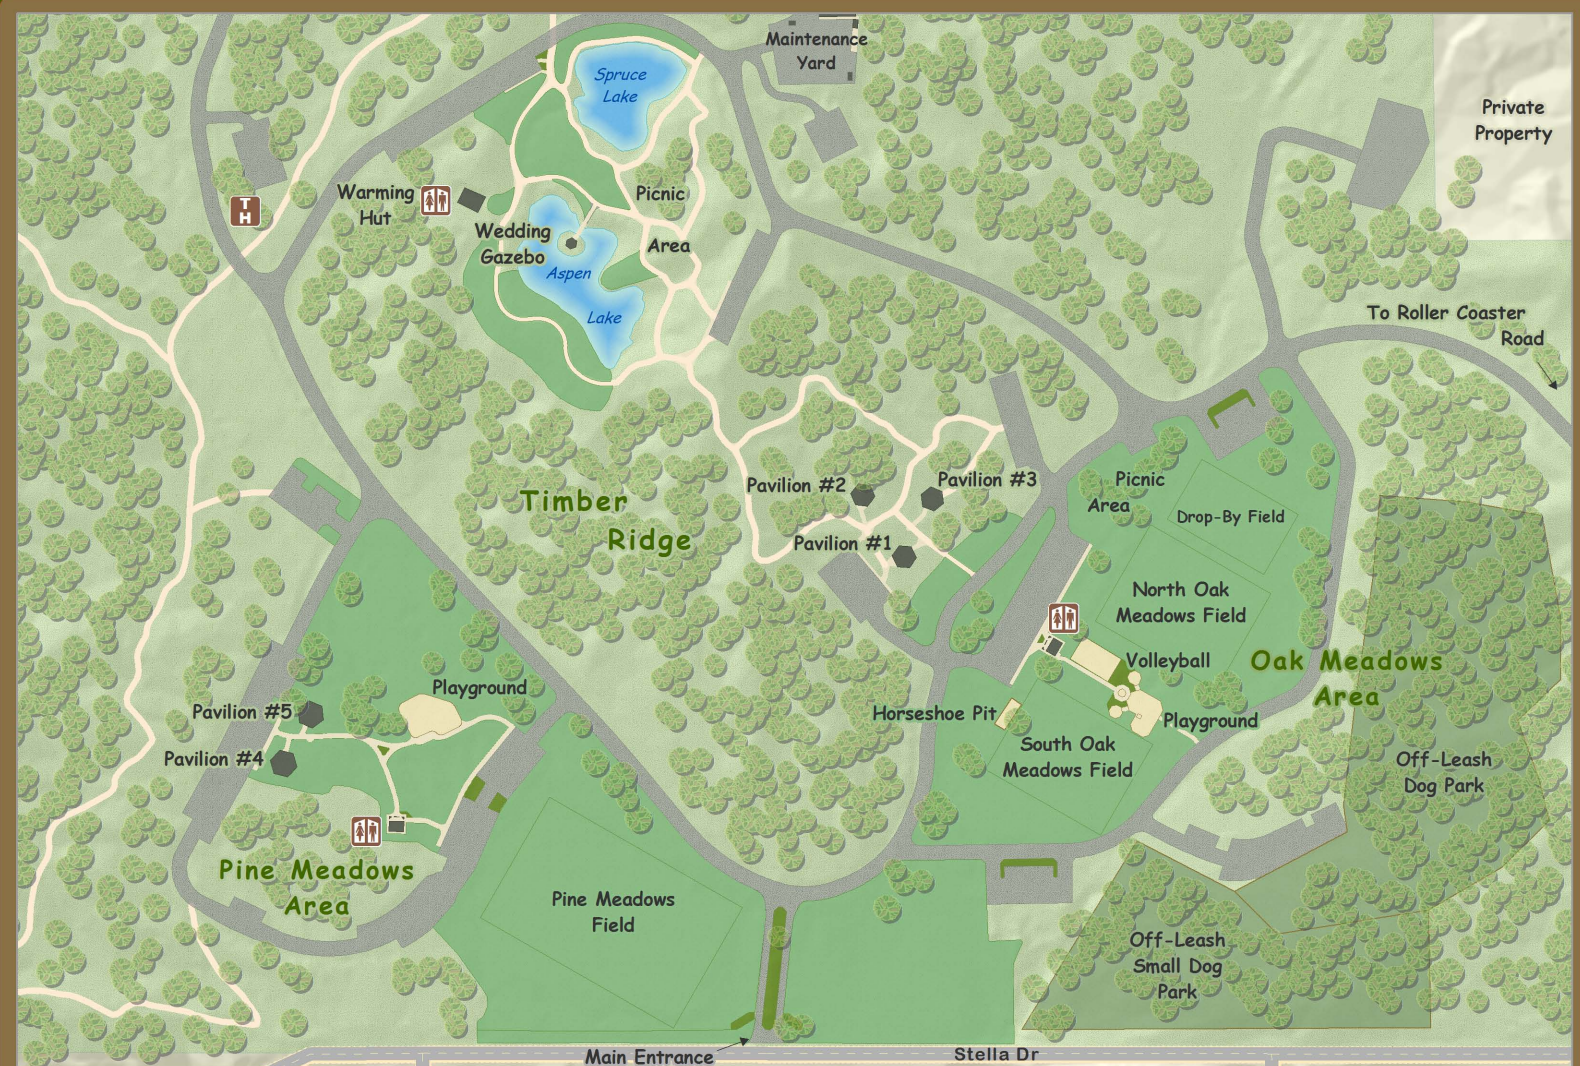 Maintenance
Yard
Spruce
Lake
Private
Property
T
H
Warming
Hut
Picnic
Area
Wedding
Gazebo
Aspen
Lake
To Roller Coaster
Road
Timber
Ridge
Pavilion #2
Pavilion #3
Pavilion #1
Picnic
Area
Drop-By Field
North Oak
Meadows Field
Volleyball
Oak Meadows
Area
Playground
Horseshoe Pit
Playground
South Oak
Meadows Field
Pavilion #5
Pavilion #4
Off-Leash
Dog Park
Pine Meadows
Area
Pine Meadows
Field
Off-Leash
Small Dog
Park
Main Entrance
Stella Dr